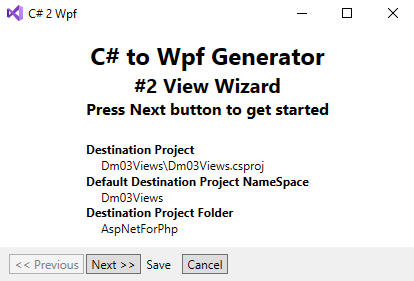 C# 2 Wpf
C# to Wpf Generator
#2 View Wizard
Press Next button to get started
Destination Project
Dm03Views\Dm03Views.csproj
Default Destination Project NameSpace
Dm03Views
Destination Project Folder
AspNetForPhp
<< Previous Next >> Save Cancel